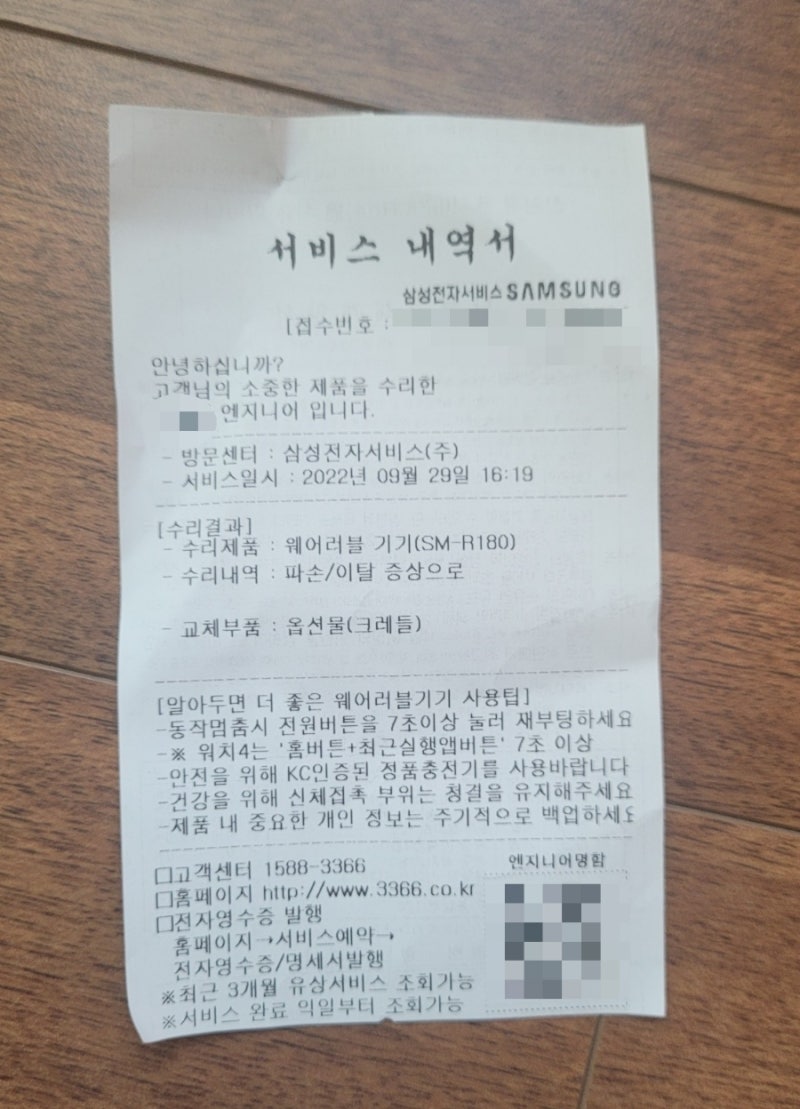 서비스 내역서
삼성전자서비스 SAMSUNG
[접수번호 :
안녕하십니까?
고객님의 소중한 제품을 수리한
엔지니어 입니다.
- 방문센터 : 삼성전자서비스(주)
- 서비스일시 : 2022년 09월 29일 16:19
[수리결과]
- 수리제품 : 웨어러블 기기(SM-R180)
- 수리내역 : 파손/이탈 증상으로
- 교체부품 : 옵션물(크레들)
[알아두면 더 좋은 웨어러블기기 사용팁]
-동작멈춤시 전원버튼을 7초이상 눌러 재부팅하세요
-※ 워치4는 '홈버튼+최근실행앱버튼' 7초 이상
-안전을 위해 KC인증된 정품충전기를 사용바랍니다
-건강을 위해 신체접촉 부위는 청결을 유지해주세요
-제품 내 중요한 개인 정보는 주기적으로 백업하세요
□고객센터 1588-3366
엔지니어명함
□홈페이지 http://www.3366.co.kr
□전자영수증 발행
홈페이지→서비스예약→
전자영수증/명세서발행
※최근 3개월 유상서비스 조회가능
※서비스 완료 익일부터 조회가능